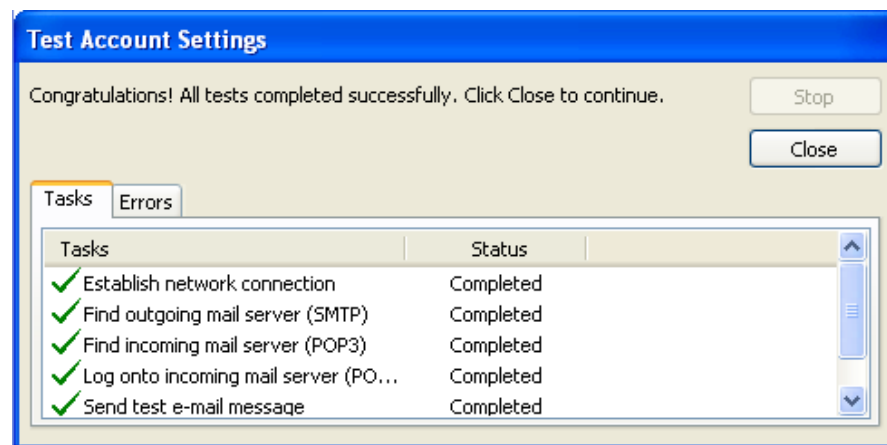 Test Account Settings
Congratulations! All tests completed successfully. Click Close to continue.
Stop
Close
Tasks Errors
Tasks Status
Establish network connection Completed
Find outgoing mail server (SMTP) Completed
Find incoming mail server (POP3) Completed
Log onto incoming mail server (PO... Completed
Send test e-mail message Completed